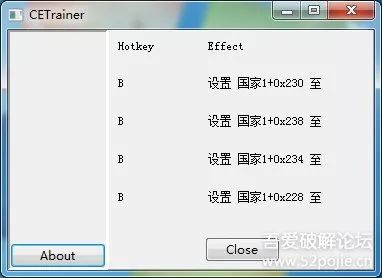 CETrainer
Hotkey Effect
B 设置 国家1+0x230 至
B 设置 国家1+0x238 至
B 设置 国家1+0x234 至
B 设置 国家1+0x228 至
About
Close
吾爱破解论坛
www.52pojie.cn